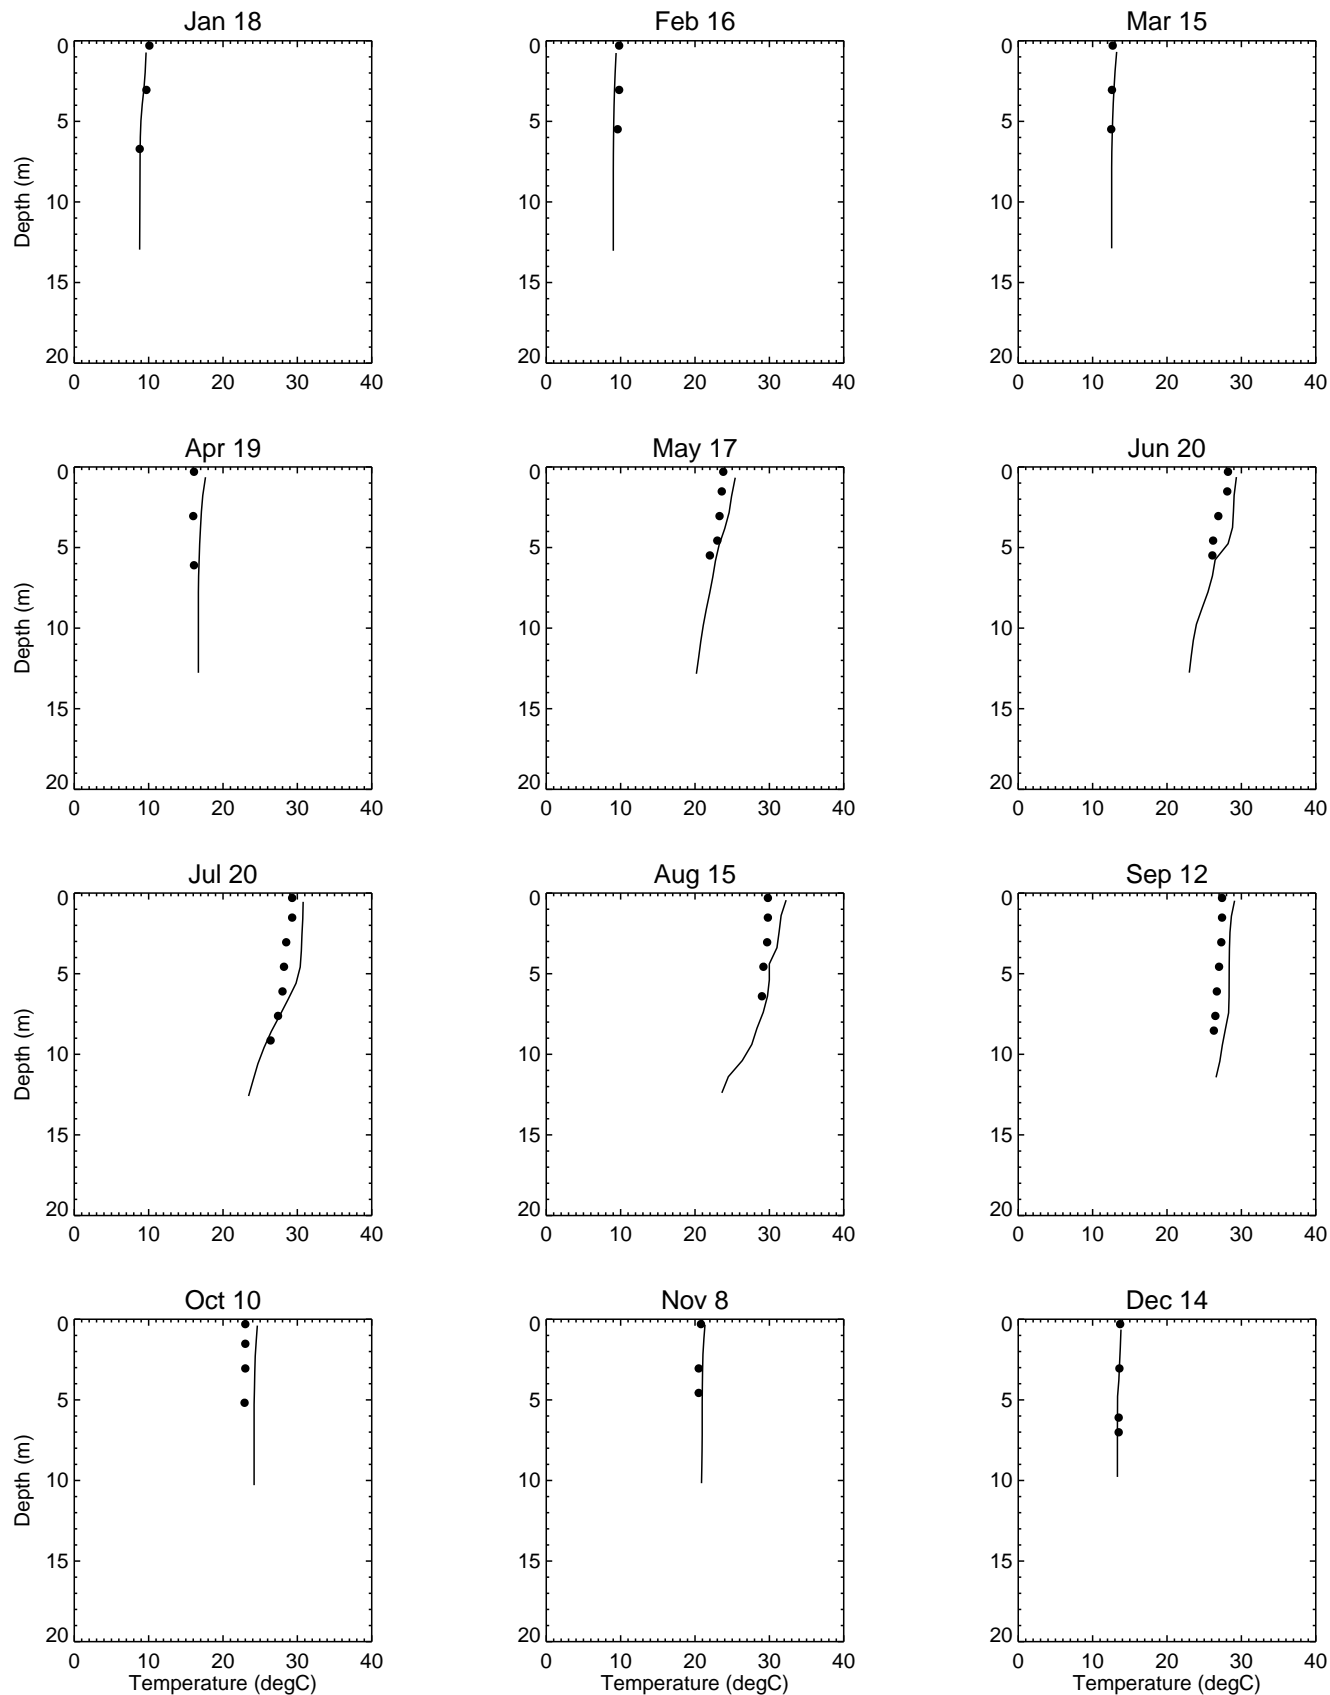 Jan 18 Feb 16 Mar 15
0 0 0
5 5 5
10 10 10
15 15 15
20 20 20
Depth (m)
0 10 20 30 40 0 10 20 30 40 0 10 20 30 40
Apr 19 May 17 Jun 20
0 0 0
5 5 5
10 10 10
15 15 15
20 20 20
Depth (m)
0 10 20 30 40 0 10 20 30 40 0 10 20 30 40
Jul 20 Aug 15 Sep 12
0 0 0
5 5 5
10 10 10
15 15 15
20 20 20
Depth (m)
0 10 20 30 40 0 10 20 30 40 0 10 20 30 40
Oct 10 Nov 8 Dec 14
0 0 0
5 5 5
10 10 10
15 15 15
20 20 20
Depth (m)
0 10 20 30 40 0 10 20 30 40 0 10 20 30 40
Temperature (degC) Temperature (degC) Temperature (degC)